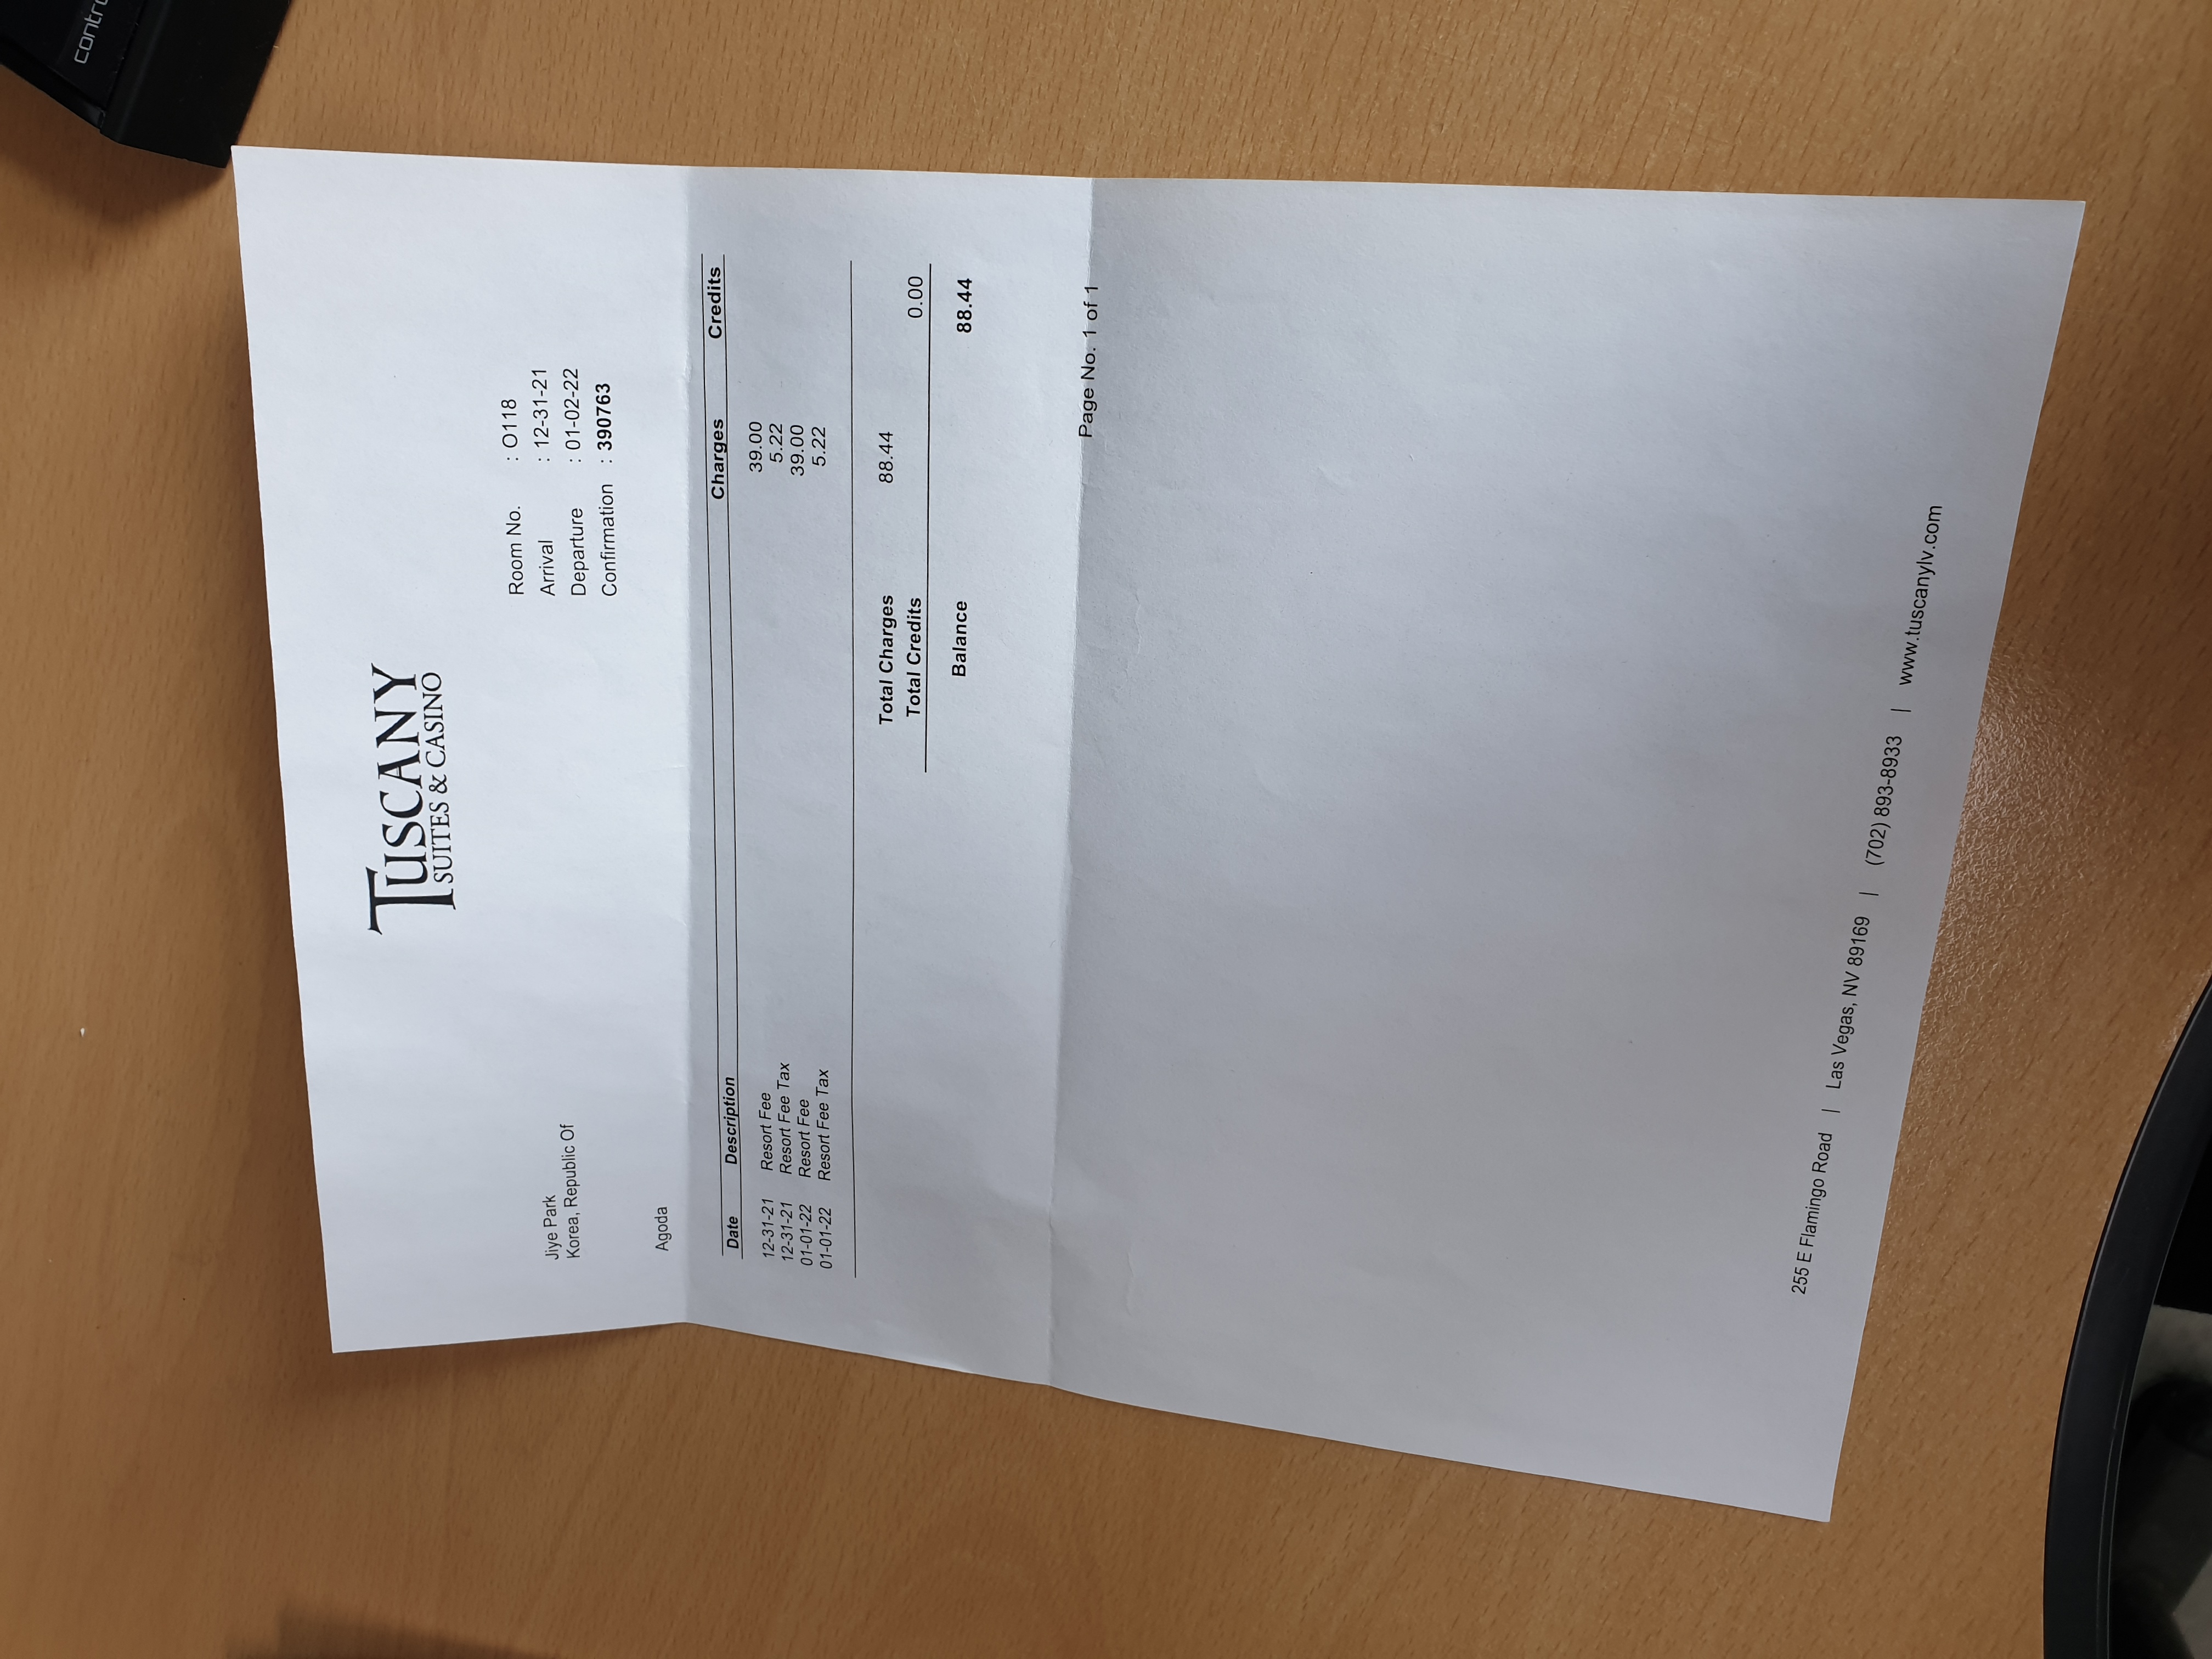 TUSCANY
SUITES & CASINO
Room No. : O118
Arrival : 12-31-21
Departure : 01-02-22
Confirmation : 390763
Jiye Park
Korea, Republic Of
Agoda
Date Description Charges Credits
12-31-21 Resort Fee 39.00
12-31-21 Resort Fee Tax 5.22
01-01-22 Resort Fee 39.00
01-01-22 Resort Fee Tax 5.22
Total Charges 88.44
Total Credits 0.00
Balance 88.44
Page No. 1 of 1
255 E Flamingo Road | Las Vegas, NV 89169 | (702) 893-8933 | www.tuscanylv.com